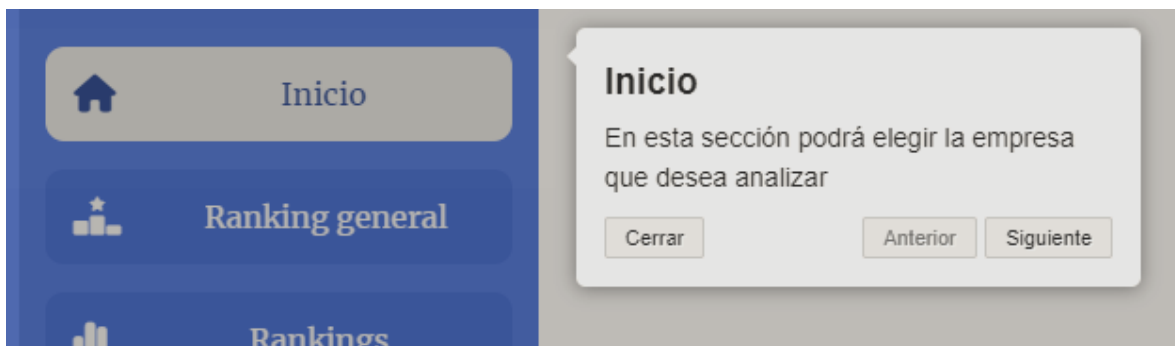 Inicio
Ranking general
Rankings
Inicio
En esta sección podrá elegir la empresa
que desea analizar
Cerrar
Anterior
Siguiente